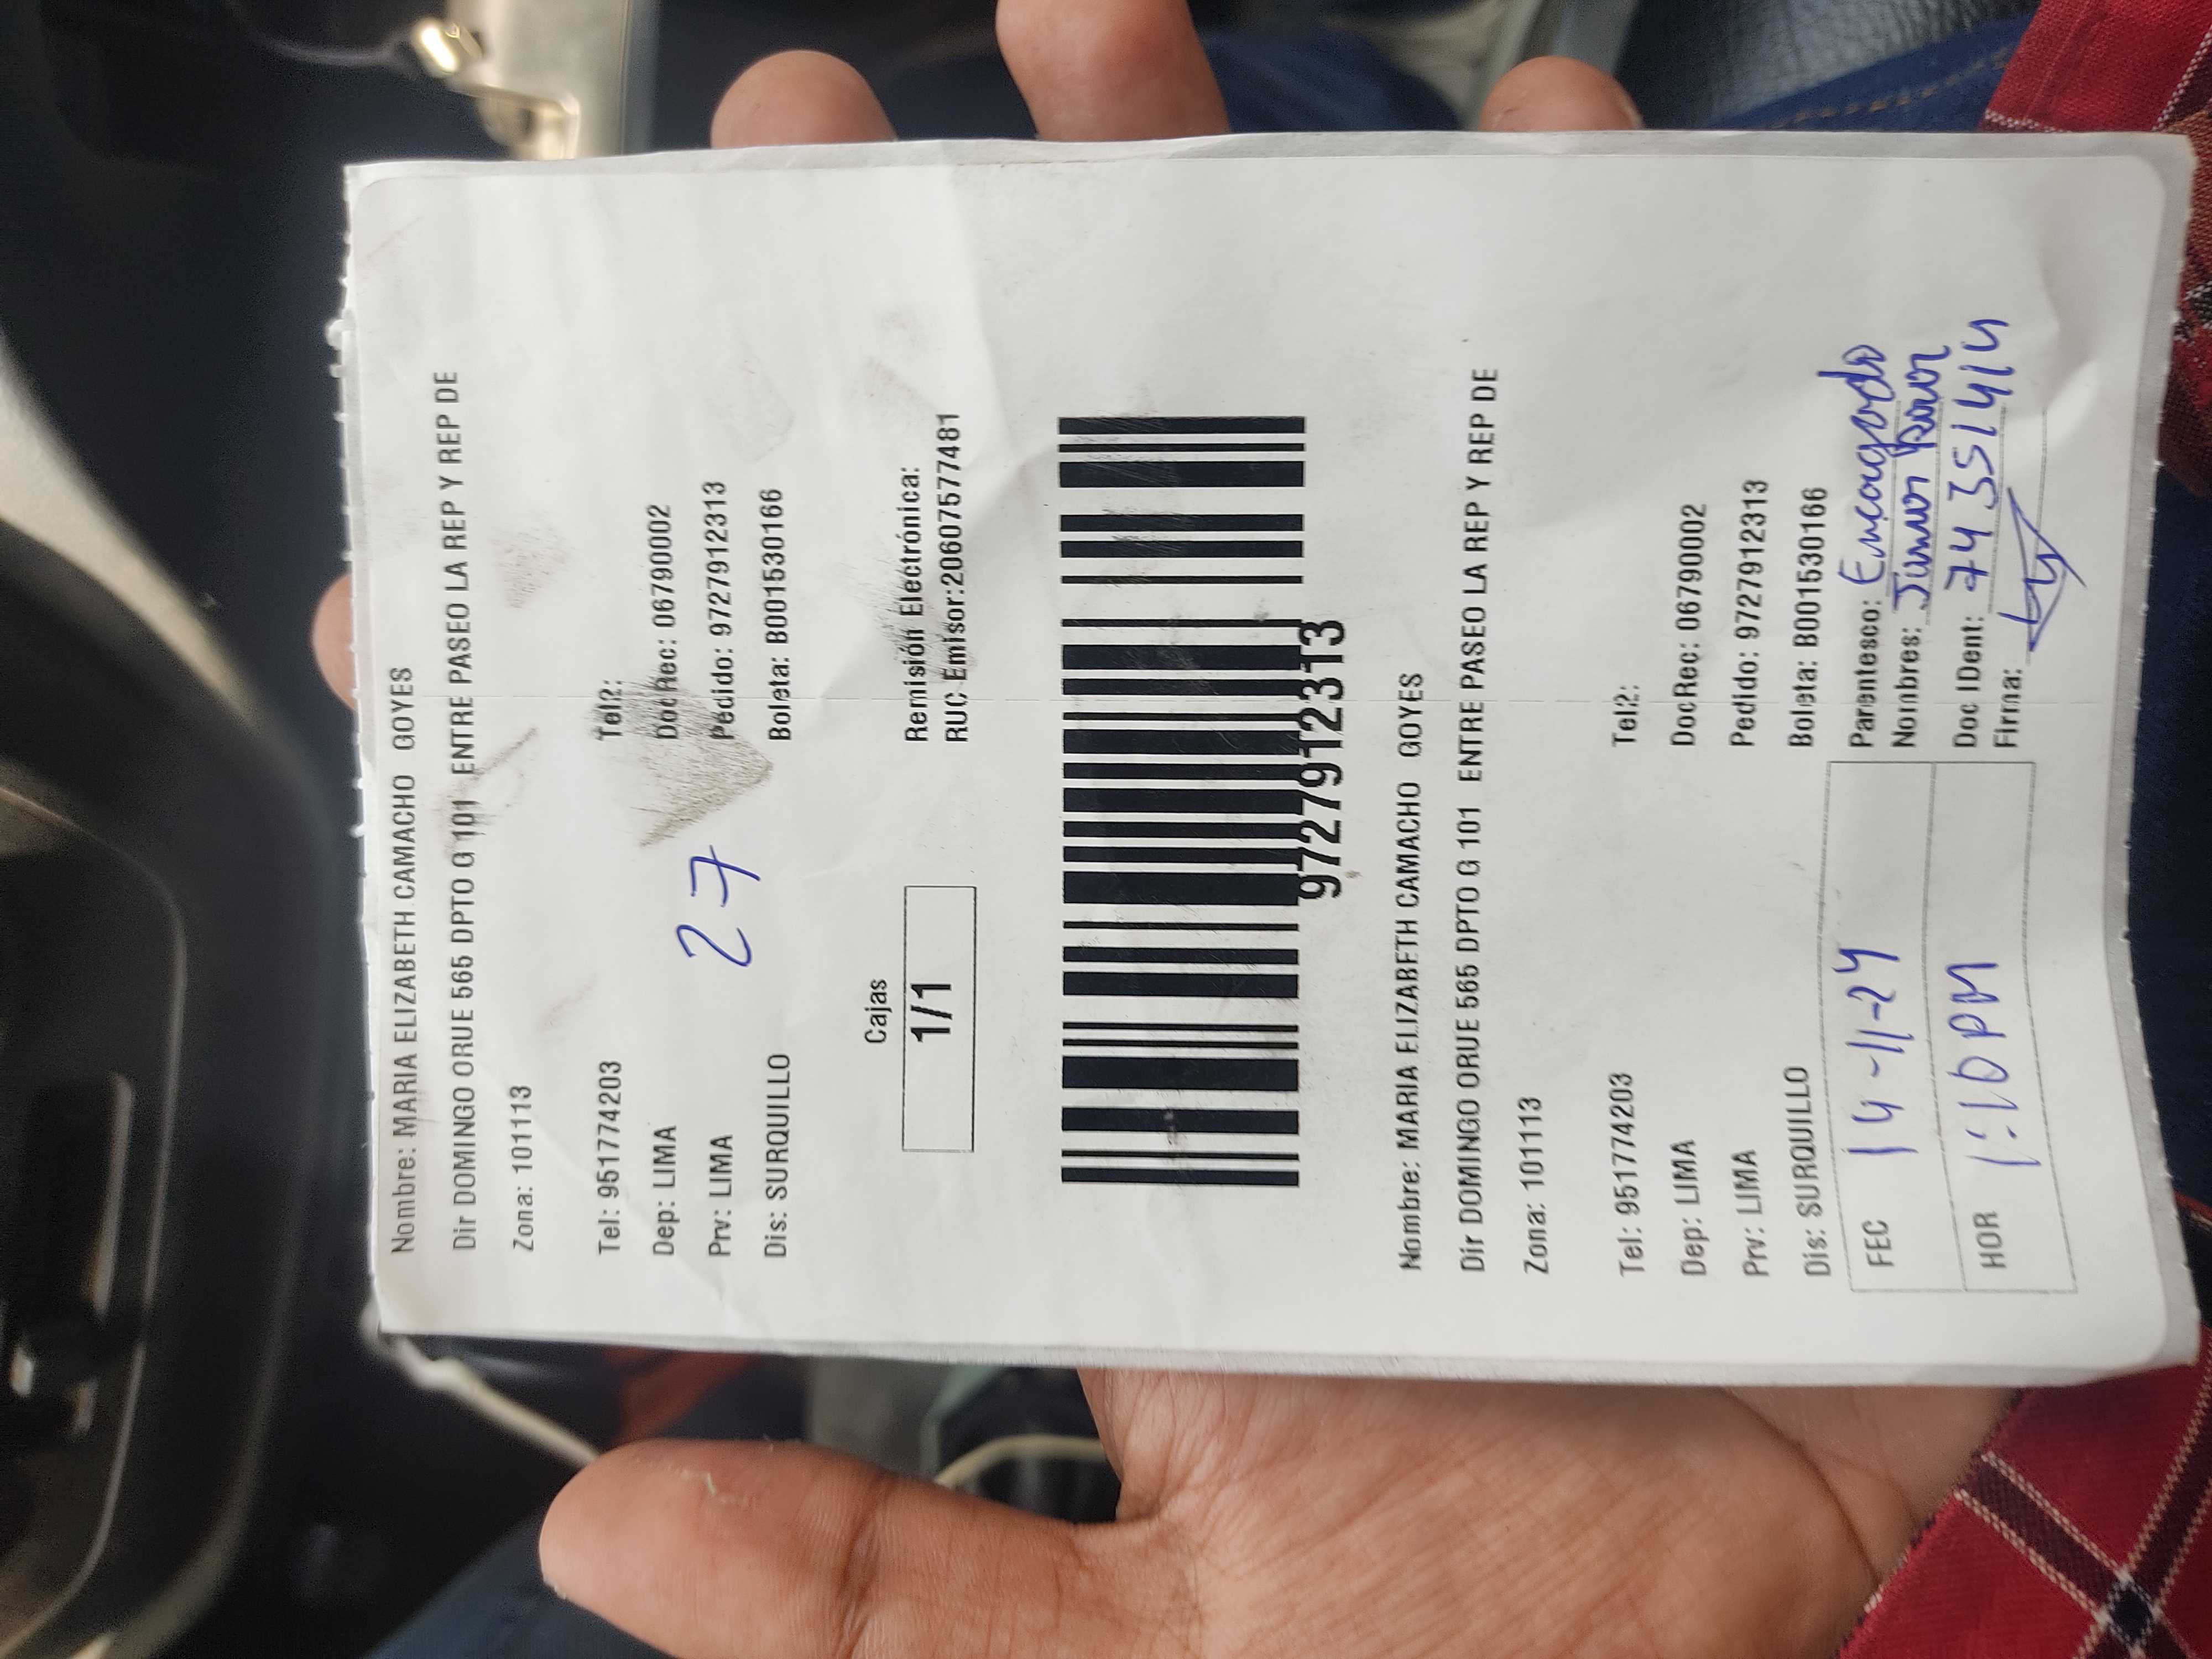 Nombre: MARIA ELIZABETH CAMACHO GOYES
Dir DOMINGO ORUE 565 DPTO G 101 ENTRE PASEO LA REP Y REP DE
Zona: 101113
Tel: 951774203 Tel2:
Dep: LIMA DocRec: 06790002
Prv: LIMA 27 Pedido: 9727912313
Dis: SURQUILLO Boleta: B001530166
Cajas
1/1
Remisión Electrónica:
RUC Emisor:20607577481
9727912313
Nombre: MARIA ELIZABETH CAMACHO GOYES
Dir DOMINGO ORUE 565 DPTO G 101 ENTRE PASEO LA REP Y REP DE
Zona: 101113
Tel: 951774203 Tel2:
Dep: LIMA DocRec: 06790002
Prv: LIMA Pedido: 9727912313
Dis: SURQUILLO Boleta: B001530166
FEC 14-11-24
HOR 1:10PM
Parentesco: Encargado
Nombres: Junior
Doc IDent: 74351414
Firma: